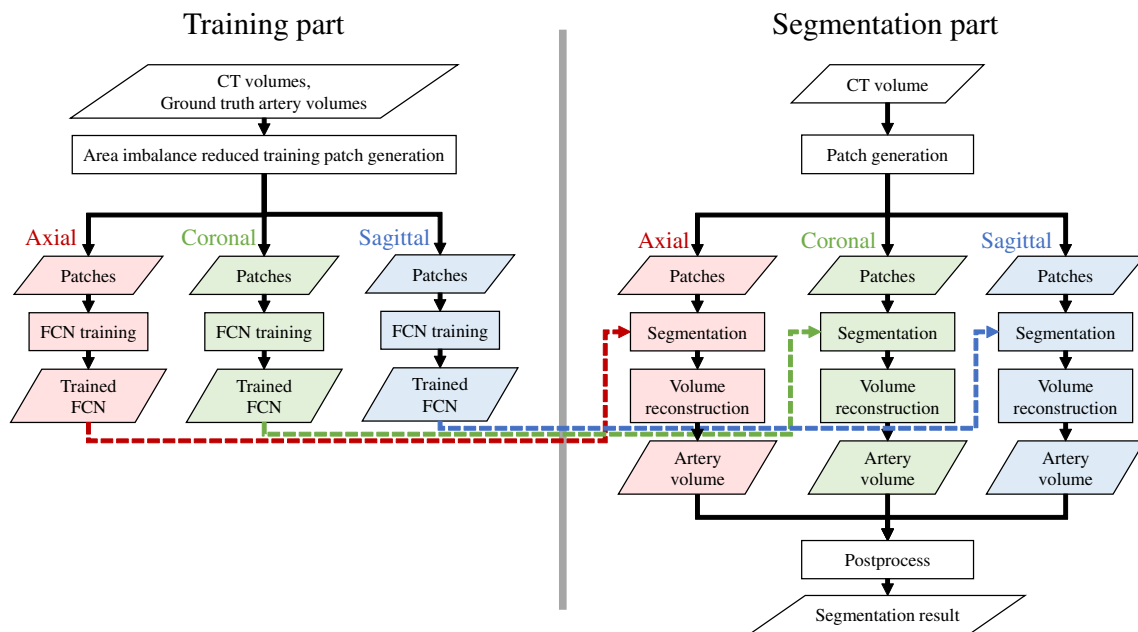 Training part
CT volumes,
Ground truth artery volumes
Area imbalance reduced training patch generation
Axial
Coronal
Sagittal
Patches
Patches
Patches
FCN training
FCN training
FCN training
Trained
FCN
Trained
FCN
Trained
FCN
Segmentation part
CT volume
Patch generation
Axial
Coronal
Sagittal
Patches
Patches
Patches
Segmentation
Segmentation
Segmentation
Volume
reconstruction
Volume
reconstruction
Volume
reconstruction
Artery
volume
Artery
volume
Artery
volume
Postprocess
Segmentation result